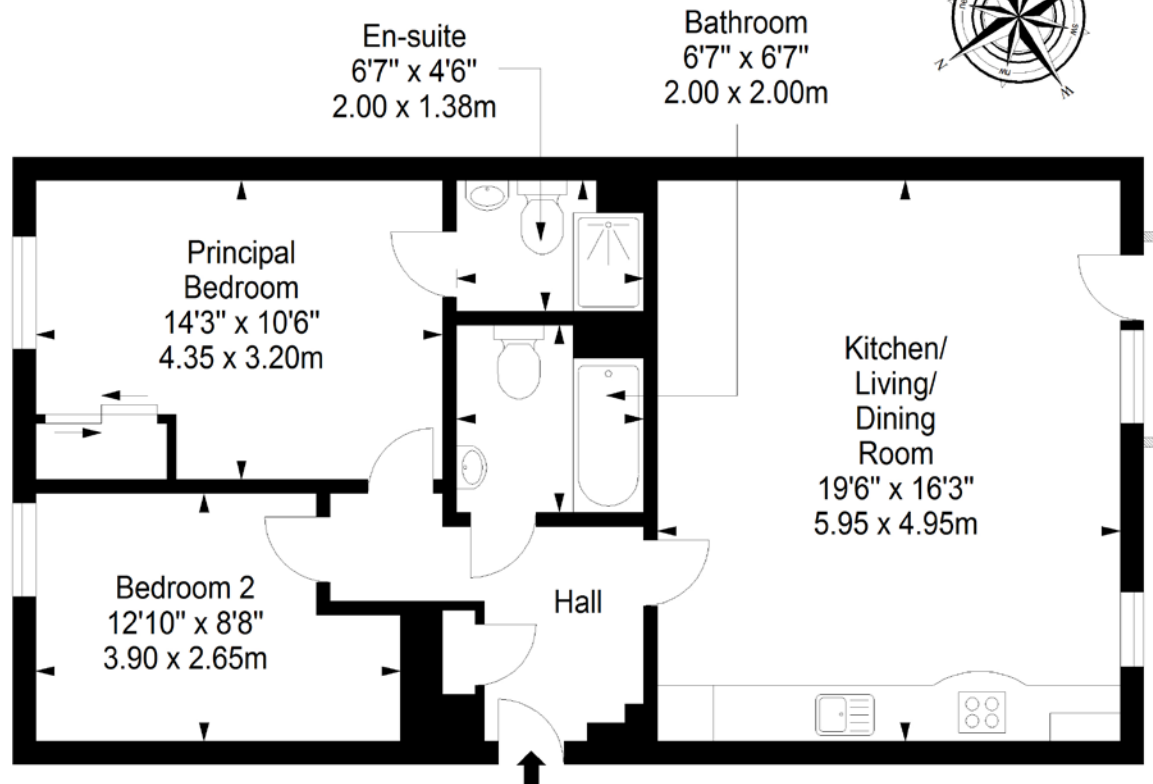 En-suite
6'7" x 4'6"
2.00 x 1.38m
Bathroom
6'7" x 6'7"
2.00 x 2.00m
N
nw
W
sw
Principal
Bedroom
14'3" x 10'6"
4.35 x 3.20m
Kitchen/
Living/
Dining
Room
19'6" x 16'3"
5.95 x 4.95m
Bedroom 2
12'10" x 8'8"
3.90 x 2.65m
Hall